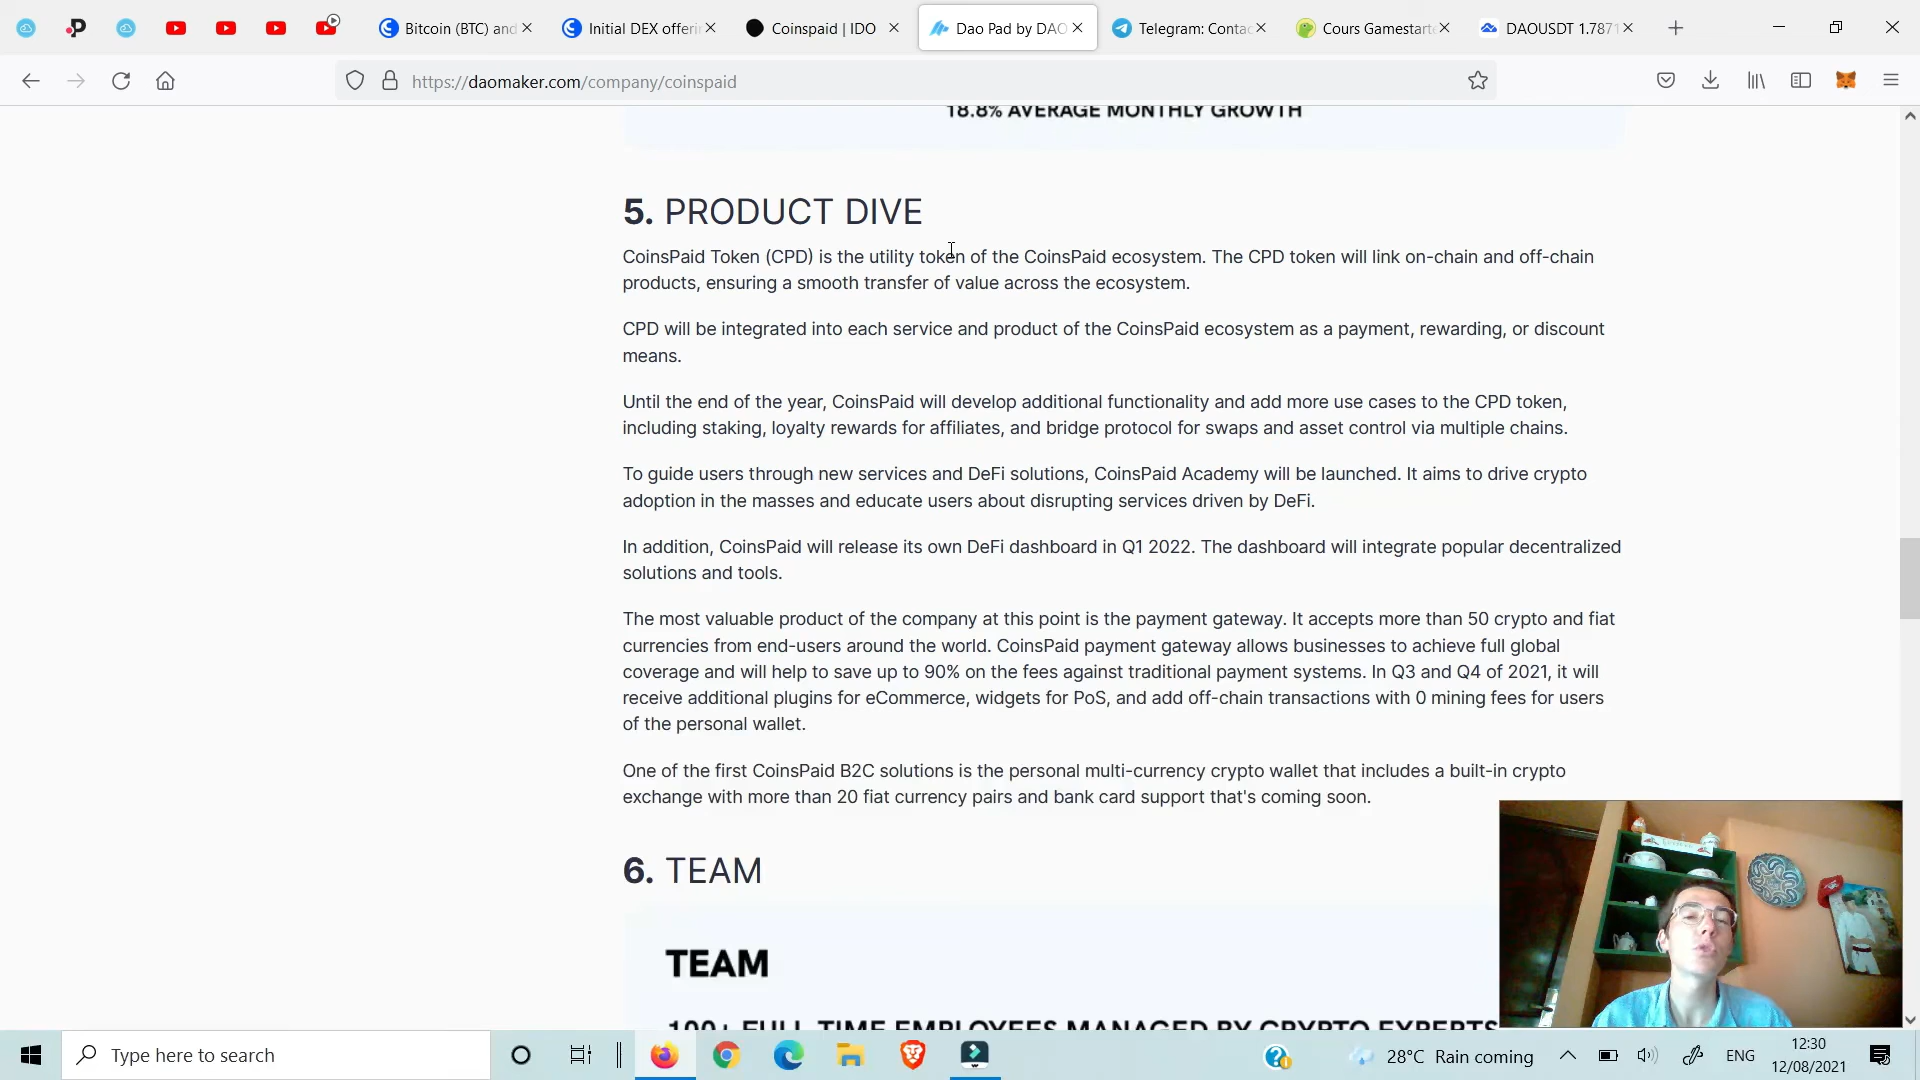 Bitcoin (BTC) and
Initial DEX offeri
Coinspaid | IDO
Dao Pad by DAO
Telegram: Contac
Cours Gamestarte
DAOUSDT 1.7871
https://daomaker.com/company/coinspaid
18.8% AVERAGE MONTHLY GROWTH
5. PRODUCT DIVE
CoinsPaid Token (CPD) is the utility token of the CoinsPaid ecosystem. The CPD token will link on-chain and off-chain
products, ensuring a smooth transfer of value across the ecosystem.
CPD will be integrated into each service and product of the CoinsPaid ecosystem as a payment, rewarding, or discount
means.
Until the end of the year, CoinsPaid will develop additional functionality and add more use cases to the CPD token,
including staking, loyalty rewards for affiliates, and bridge protocol for swaps and asset control via multiple chains.
To guide users through new services and DeFi solutions, CoinsPaid Academy will be launched. It aims to drive crypto
adoption in the masses and educate users about disrupting services driven by DeFi.
In addition, CoinsPaid will release its own DeFi dashboard in Q1 2022. The dashboard will integrate popular decentralized
solutions and tools.
The most valuable product of the company at this point is the payment gateway. It accepts more than 50 crypto and fiat
currencies from end-users around the world. CoinsPaid payment gateway allows businesses to achieve full global
coverage and will help to save up to 90% on the fees against traditional payment systems. In Q3 and Q4 of 2021, it will
receive additional plugins for eCommerce, widgets for PoS, and add off-chain transactions with 0 mining fees for users
of the personal wallet.
One of the first CoinsPaid B2C solutions is the personal multi-currency crypto wallet that includes a built-in crypto
exchange with more than 20 fiat currency pairs and bank card support that's coming soon.
6. TEAM
TEAM
100+ FULL-TIME EMPLOYEES MANAGED BY CRYPTO EXPERTS
Type here to search
28°C Rain coming
ENG
12:30
12/08/2021